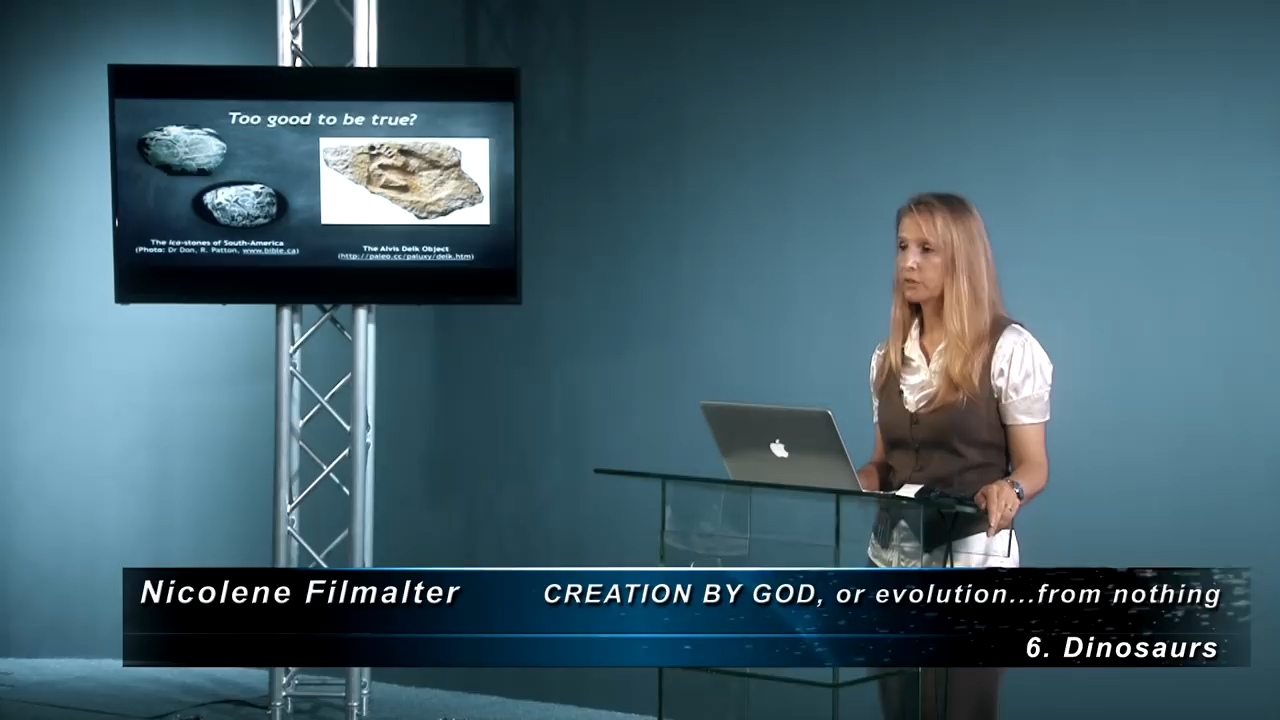 Too good to be true?
The Ica-stones of South-America
(Photo: Dr Don, R. Patton, www.bible.ca)
The Alvis Delk Object
(http://paleo.cc/paluxy/delk.htm)
Nicolene Filmalter
CREATION BY GOD, or evolution...from nothing
6. Dinosaurs